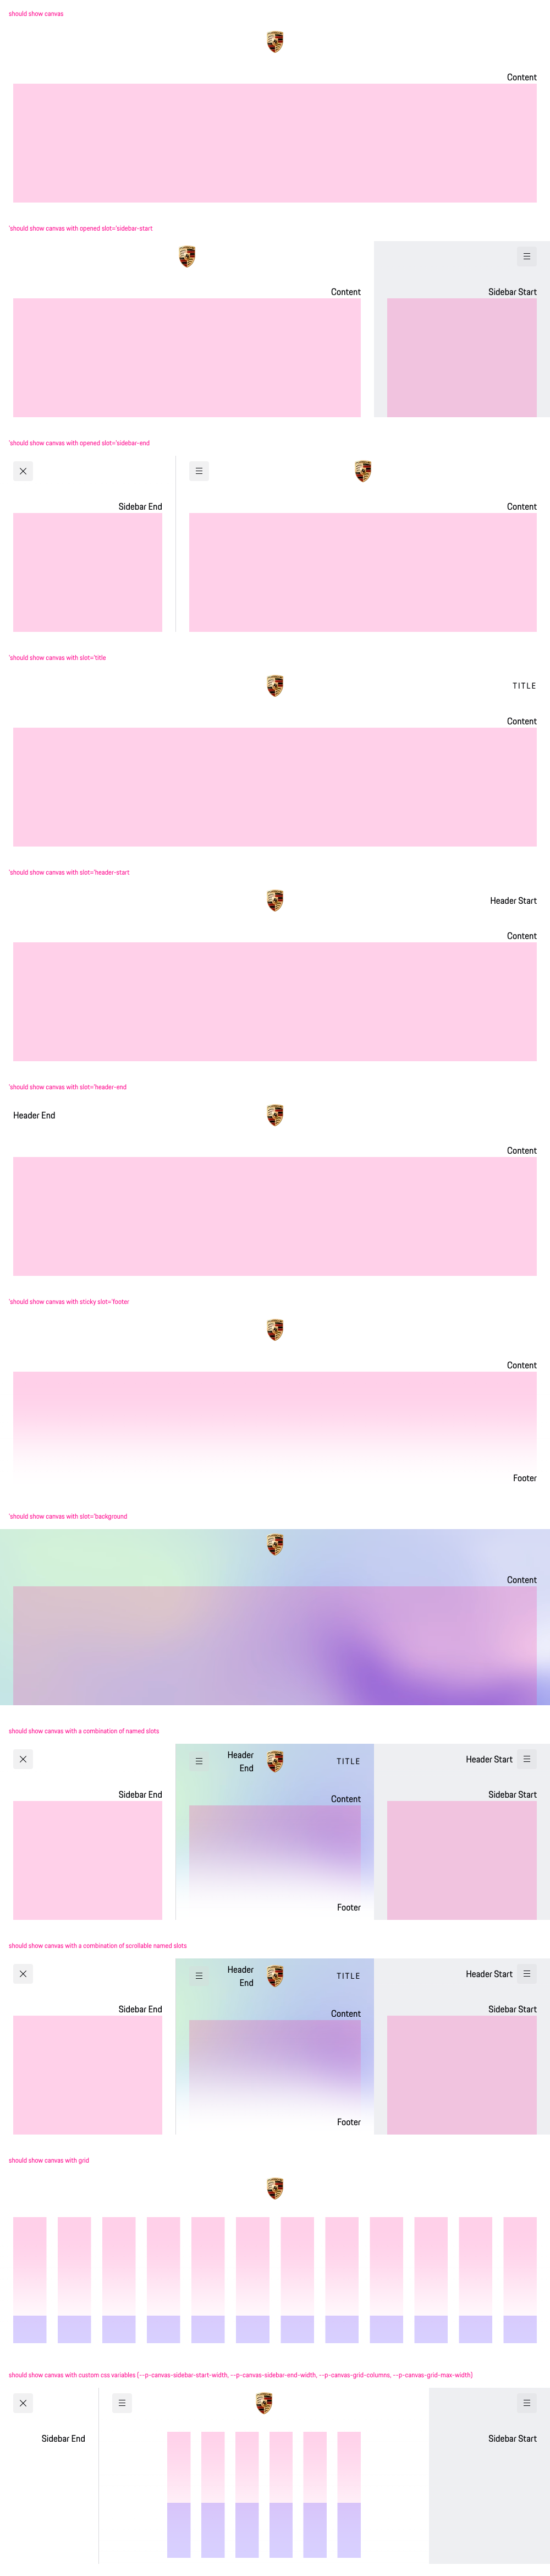 should show canvas
Content
'should show canvas with opened slot='sidebar-start
Content
Sidebar Start
'should show canvas with opened slot='sidebar-end
Sidebar End
Content
'should show canvas with slot='title
TITLE
Content
'should show canvas with slot='header-start
Header Start
Content
'should show canvas with slot='header-end
Header End
Content
'should show canvas with sticky slot='footer
Content
Footer
'should show canvas with slot='background
Content
should show canvas with a combination of named slots
Header
End
TITLE
Header Start
Sidebar End
Content
Sidebar Start
Footer
should show canvas with a combination of scrollable named slots
Header
End
TITLE
Header Start
Sidebar End
Content
Sidebar Start
Footer
should show canvas with grid
should show canvas with custom css variables (--p-canvas-sidebar-start-width, --p-canvas-sidebar-end-width, --p-canvas-grid-columns, --p-canvas-grid-max-width)
Sidebar End
Sidebar Start